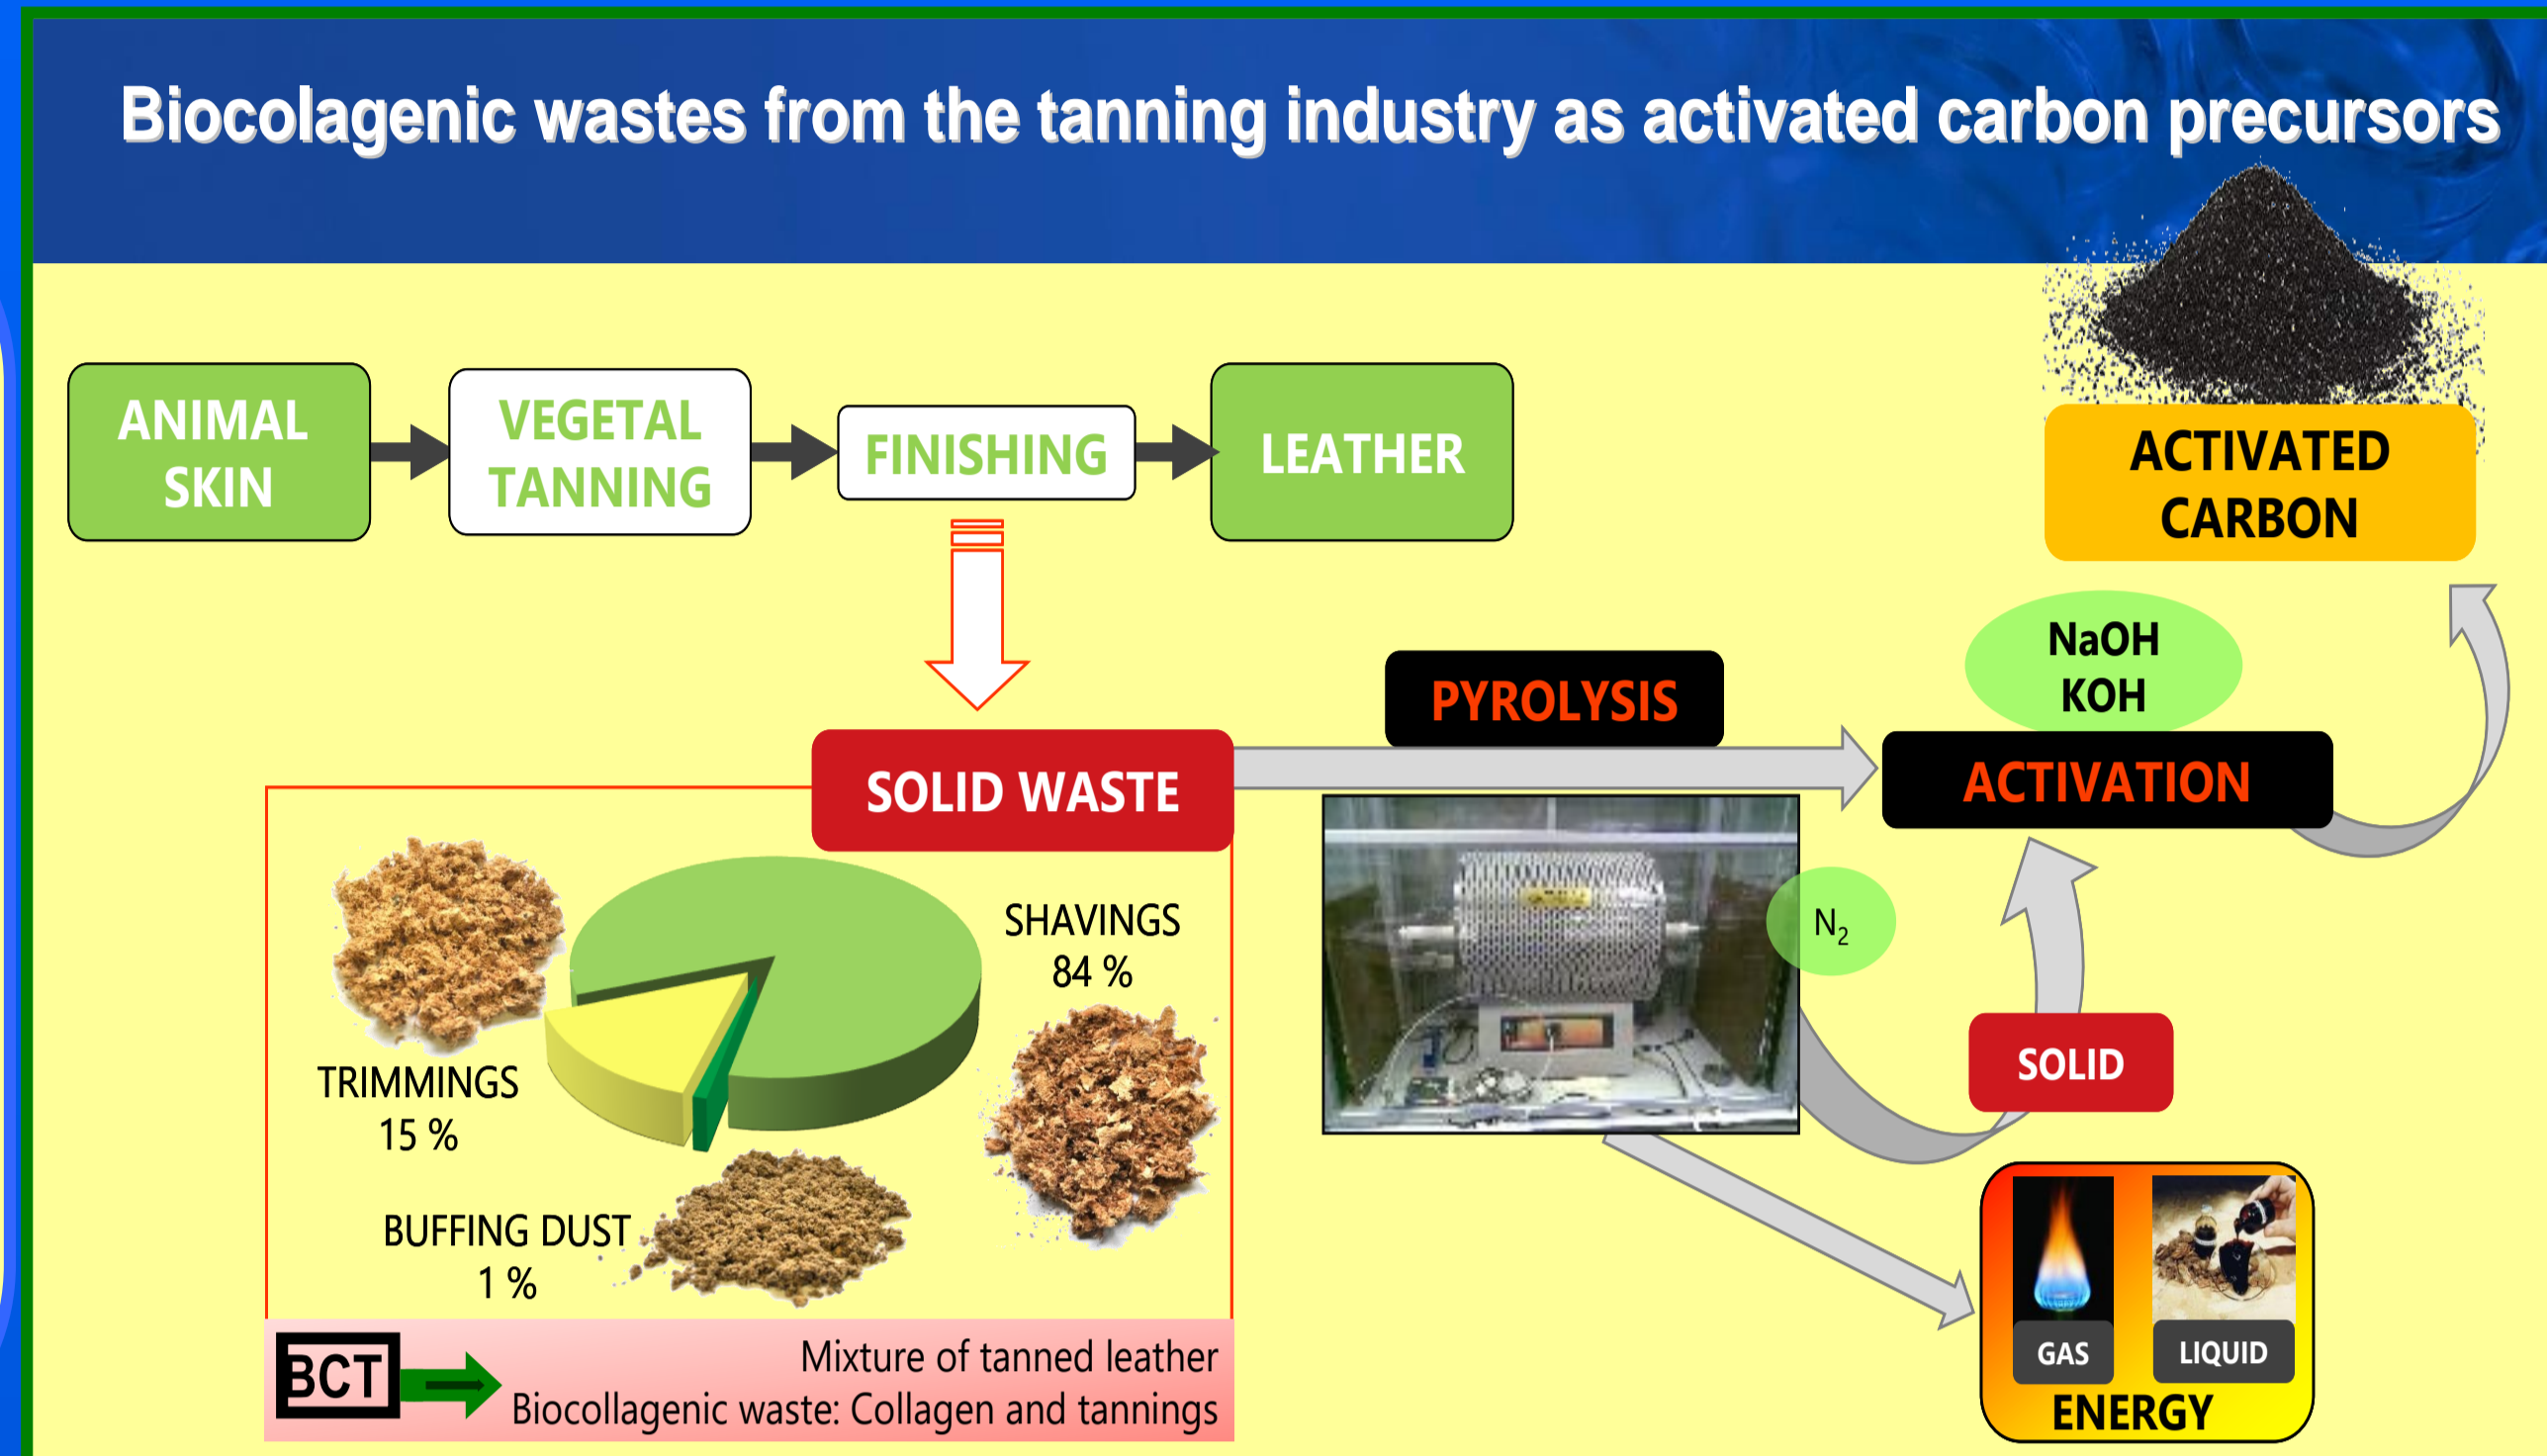 Biocolagenic wastes from the tanning industry as activated carbon precursors
ANIMAL
SKIN
VEGETAL
TANNING
FINISHING
LEATHER
ACTIVATED
CARBON
NaOH
KOH
PYROLYSIS
ACTIVATION
SOLID WASTE
SHAVINGS
84 %
N₂
TRIMMINGS
15 %
SOLID
BUFFING DUST
1 %
GAS
LIQUID
ENERGY
BCT
Mixture of tanned leather
Biocollagenic waste: Collagen and tannings